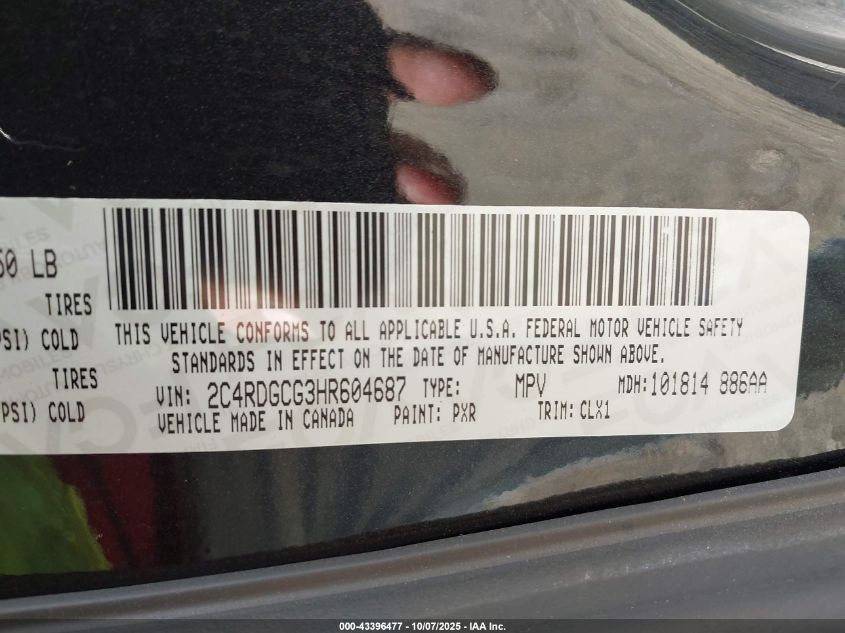 50 LB
TIRES
PSI) COLD
THIS VEHICLE CONFORMS TO ALL APPLICABLE U.S.A. FEDERAL MOTOR VEHICLE SAFETY
STANDARDS IN EFFECT ON THE DATE OF MANUFACTURE SHOWN ABOVE.
TIRES
VIN: 2C4RDGCG3HR604687 TYPE: MPV MDH:101814 886AA
PSI) COLD
VEHICLE MADE IN CANADA PAINT: PXR TRIM: CLX1
000-43396477 - 10/07/2025 - IAA Inc.